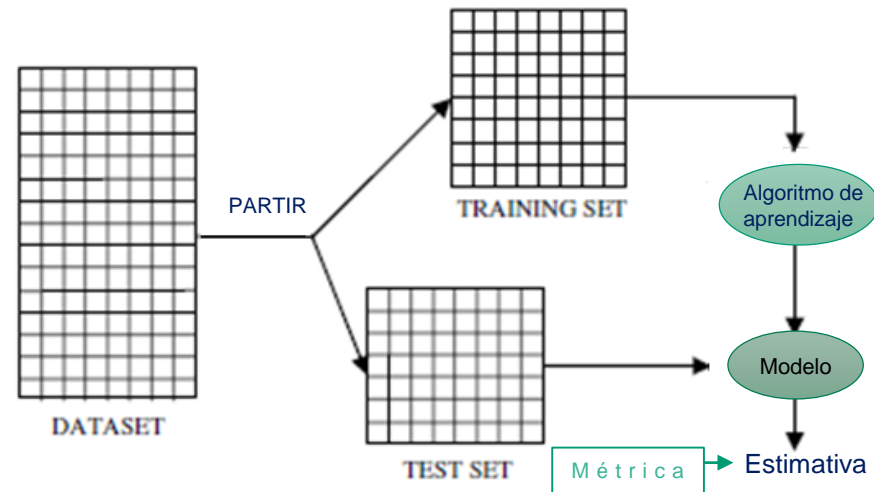 DATASET
PARTIR
TRAINING SET
TEST SET
Algoritmo de
aprendizaje
Modelo
Métrica
Estimativa